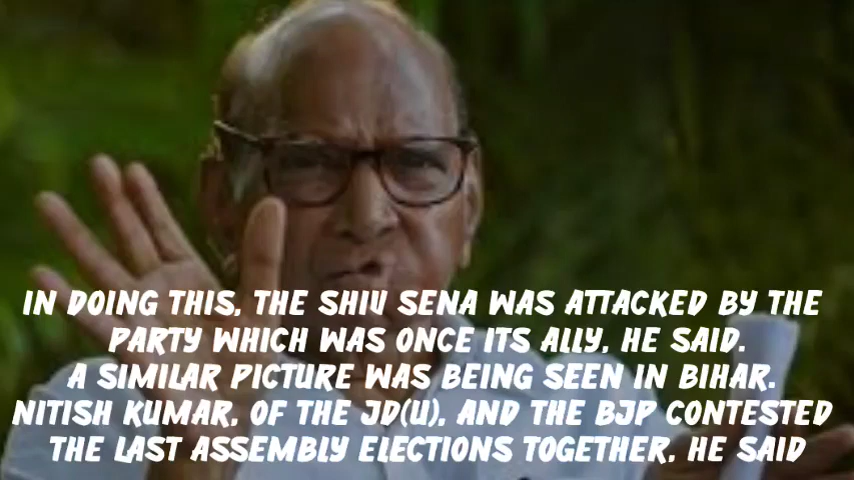 IN DOING THIS, THE SHIV SENA WAS ATTACKED BY THE
PARTY WHICH WAS ONCE ITS ALLY, HE SAID.
A SIMILAR PICTURE WAS BEING SEEN IN BIHAR.
NITISH KUMAR, OF THE JD(U), AND THE BJP CONTESTED
THE LAST ASSEMBLY ELECTIONS TOGETHER, HE SAID